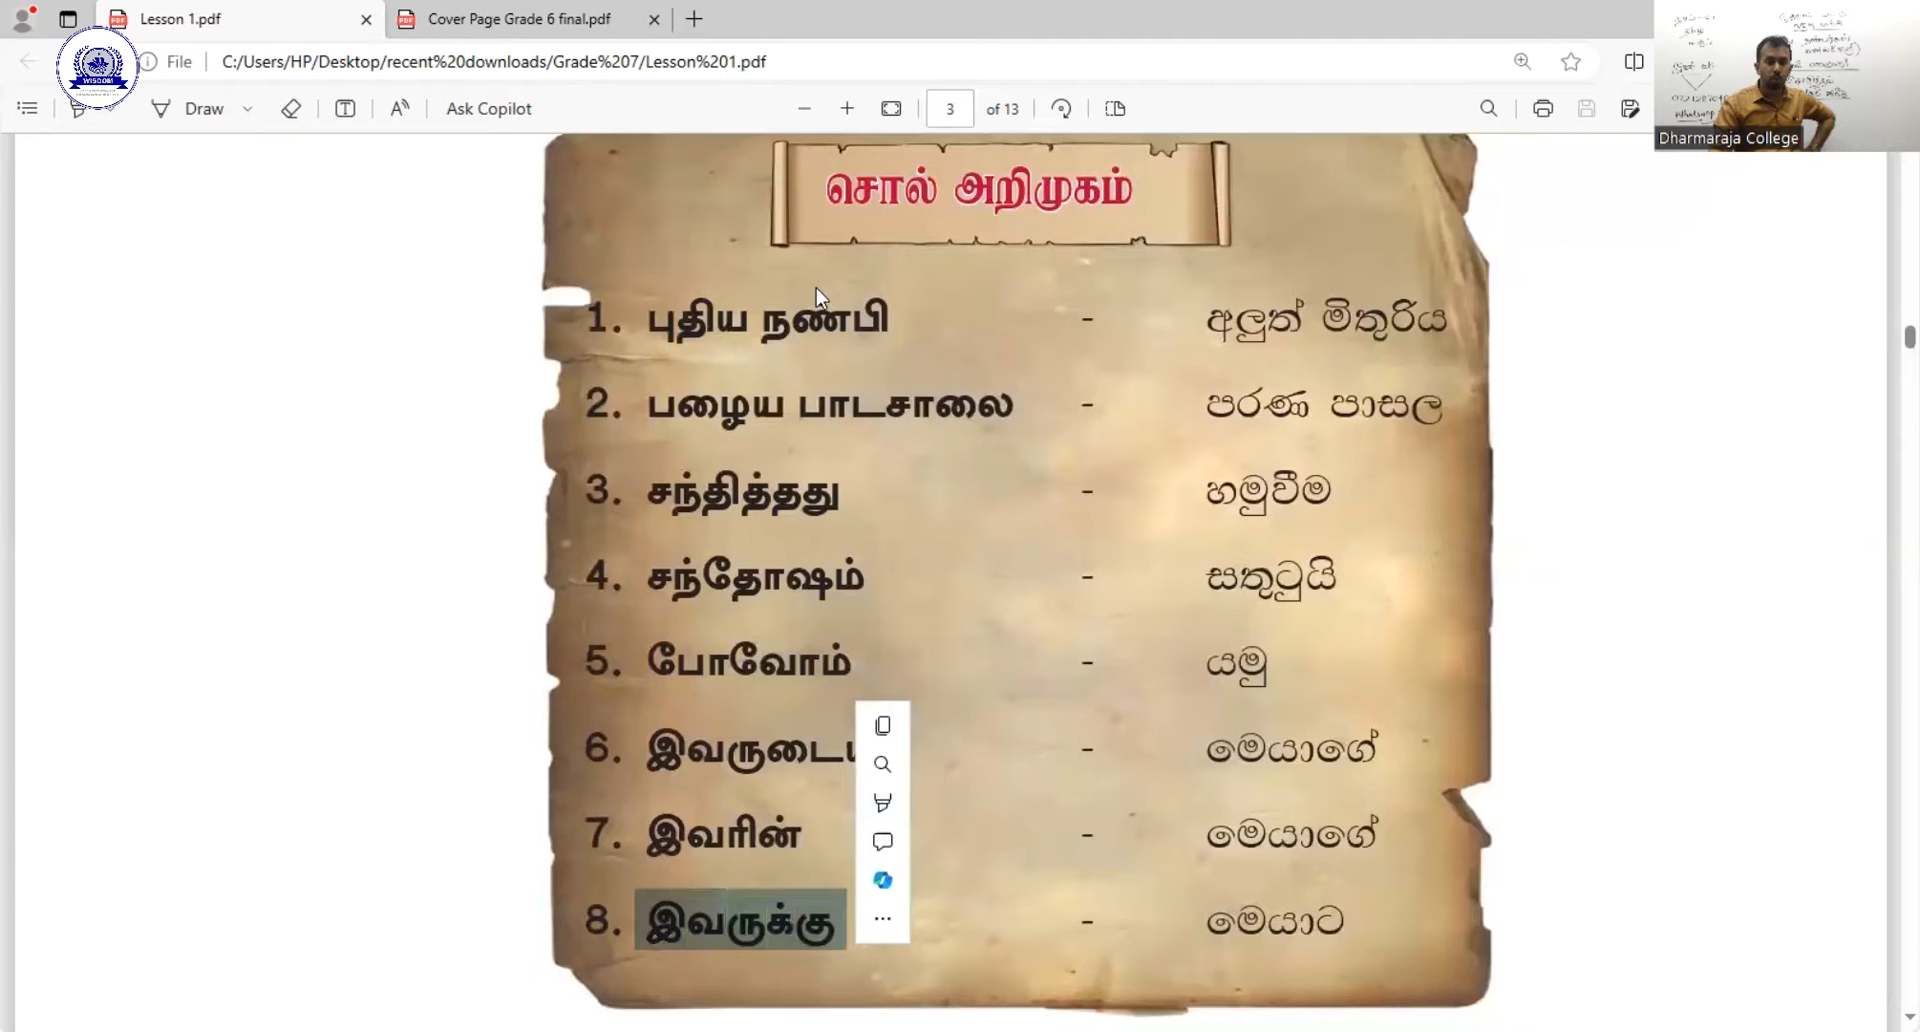 Lesson 1.pdf
Cover Page Grade 6 final.pdf
File C:/Users/HP/Desktop/recent%20downloads/Grade%207/Lesson%201.pdf
Draw Ask Copilot 3 of 13
WISDOM
Dharmaraja College
சொல் அறிமுகம்
1. புதிய நண்பி - අලුත් මිතුරිය
2. பழைய பாடசாலை - පරණ පාසල
3. சந்தித்தது - හමුවීම
4. சந்தோஷம் - සතුටුයි
5. போவோம் - යමු
6. - මෙයාගේ
7. இவரின் - මෙයාගේ
8. இவருக்கு - මෙයාට